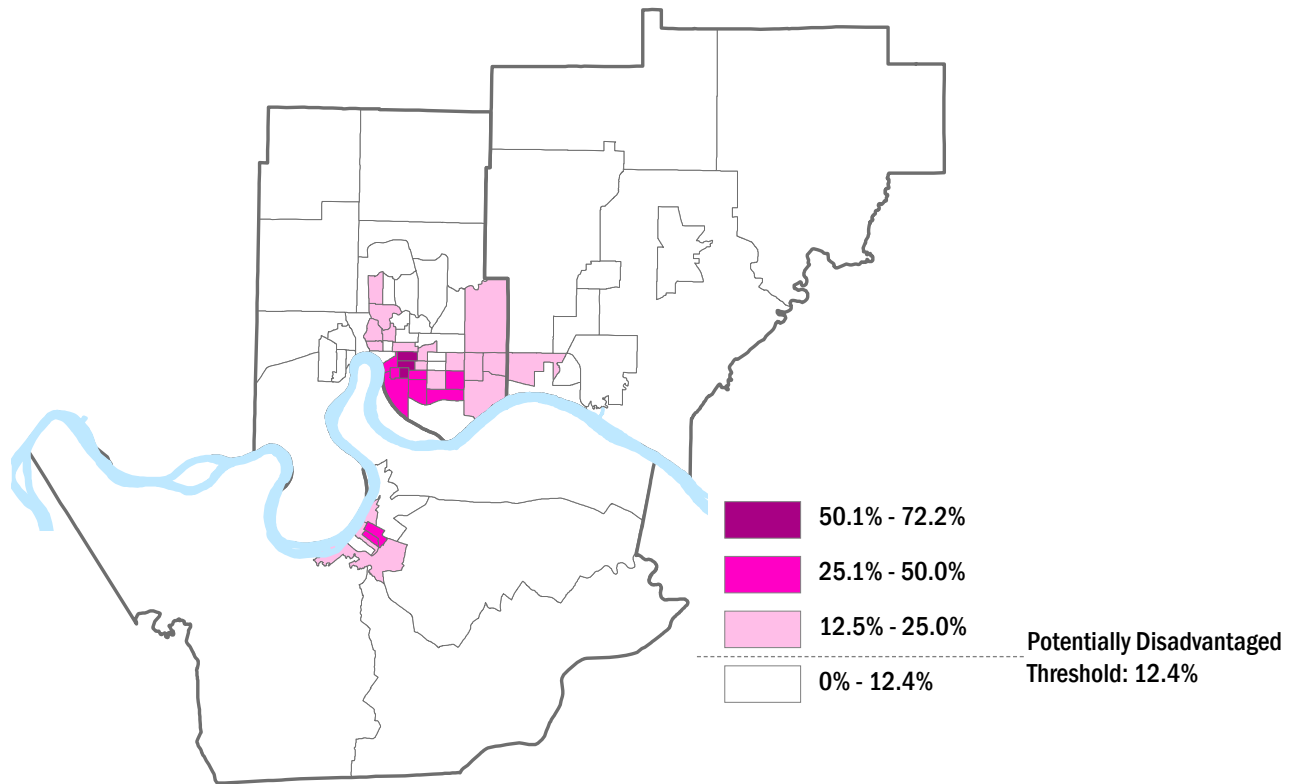 50.1% - 72.2%
25.1% - 50.0%
12.5% - 25.0%
Potentially Disadvantaged
Threshold: 12.4%
0% - 12.4%